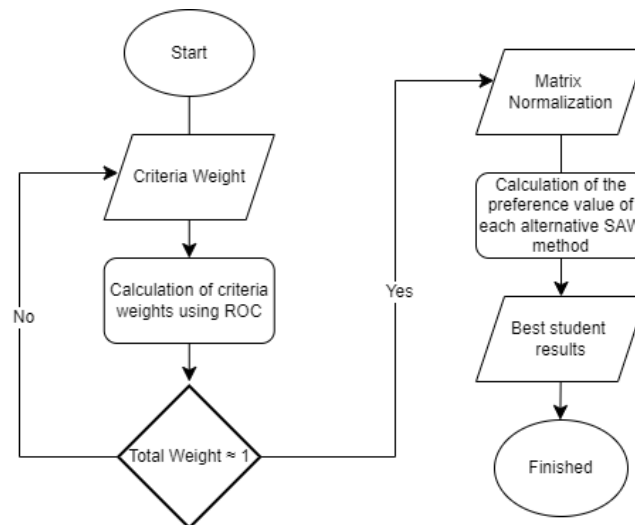 Start
Criteria Weight
Calculation of criteria
weights using ROC
Total Weight ≈ 1
No
Yes
Matrix
Normalization
Calculation of the
preference value of
each alternative SAW
method
Best student
results
Finished